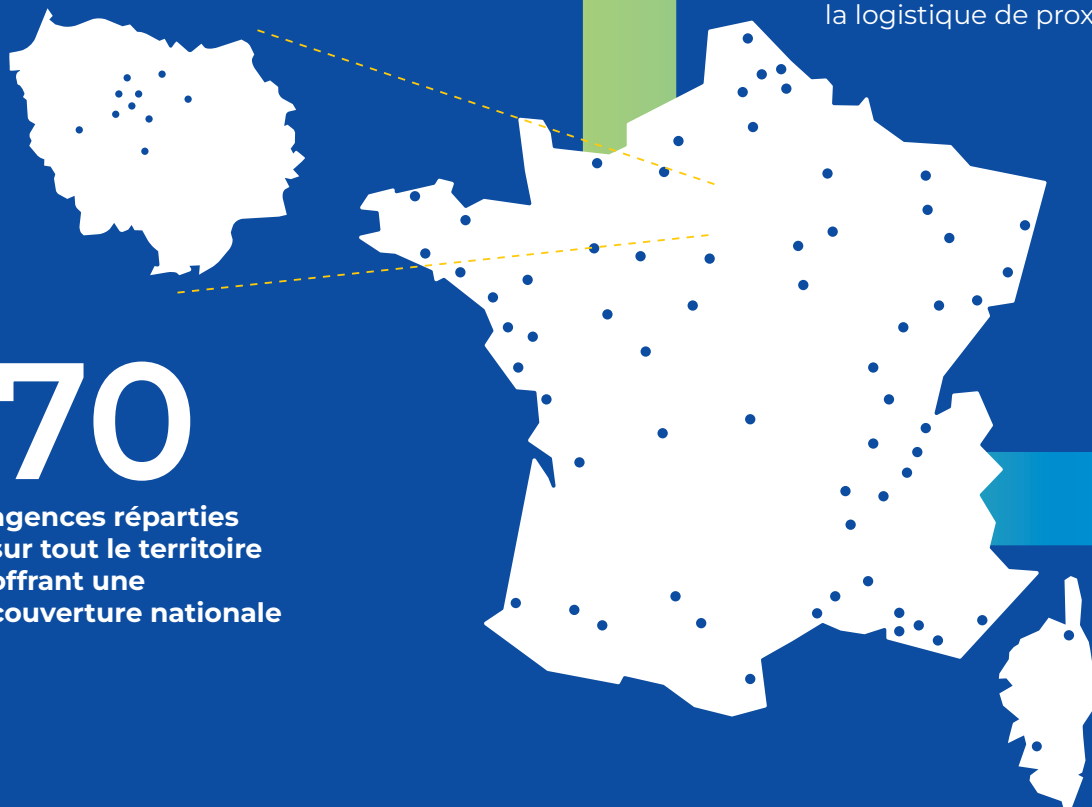 la logistique de prox
70
agences réparties
sur tout le territoire
offrant une
couverture nationale